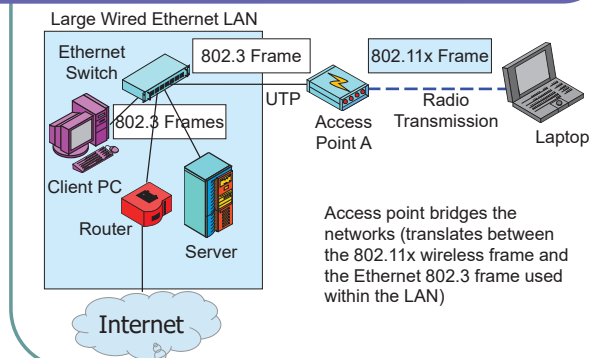 Large Wired Ethernet LAN
Ethernet
Switch
802.3 Frame
802.11x Frame
UTP
802.3 Frames
Access
Point A
Radio
Transmission
Laptop
Client PC
Router
Server
Access point bridges the
networks (translates between
the 802.11x wireless frame and
the Ethernet 802.3 frame used
within the LAN)
Internet